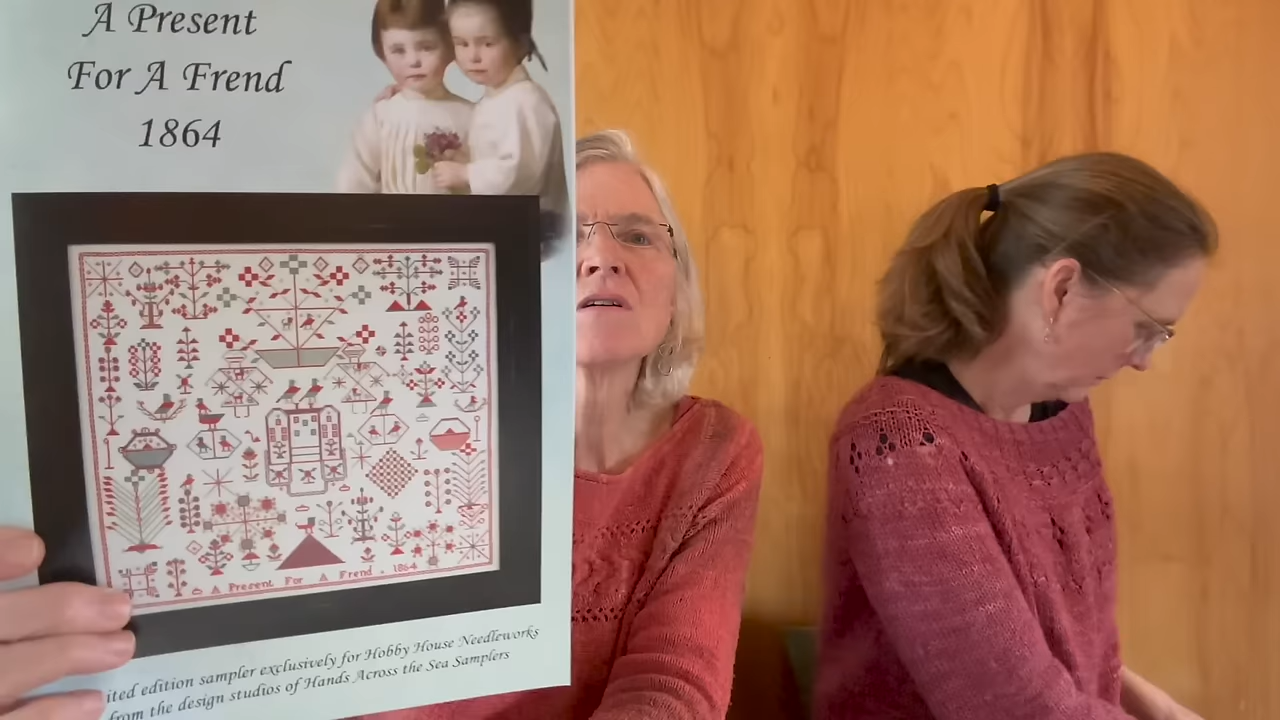 A Present
For A Frend
1864
A Present For A Frend . 1864
ited edition sampler exclusively for Hobby House Needleworks
from the design studios of Hands Across the Sea Samplers